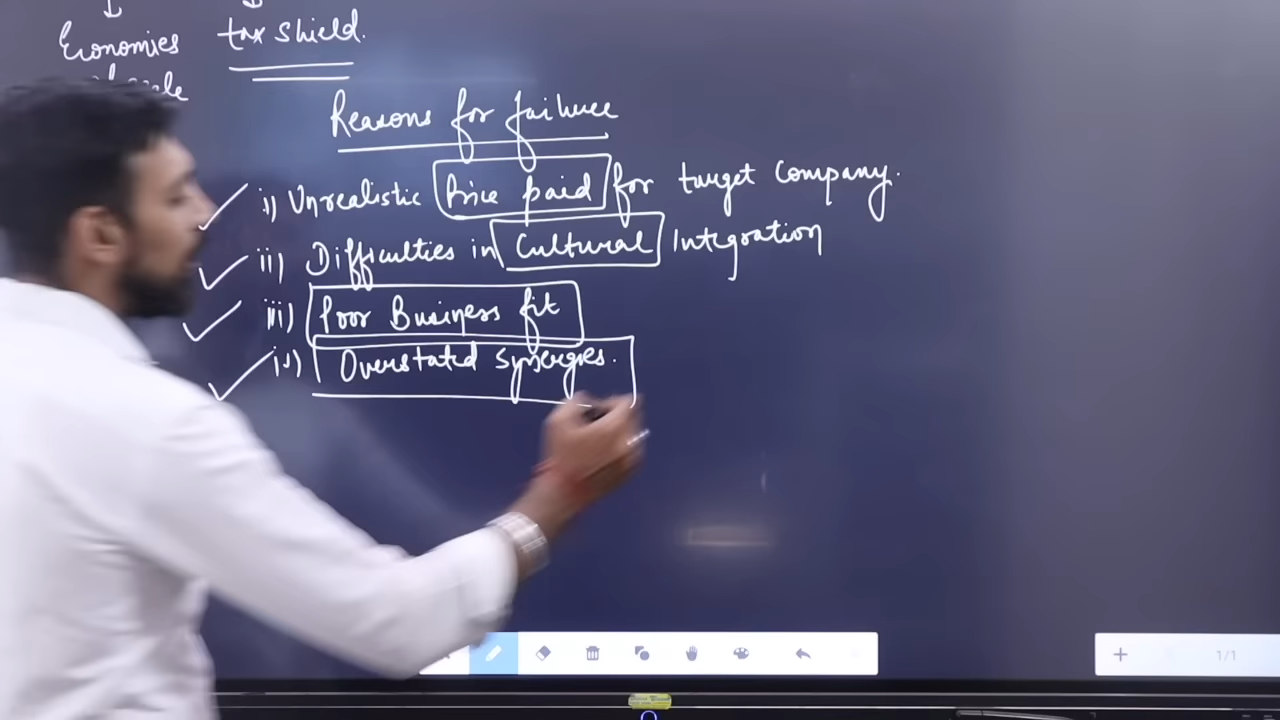 Economies
tax shield.
Reasons for failure
i) Unrealistic Price paid for target Company.
ii) Difficulties in Cultural Integration
iii) Poor Business fit
iv) Overstated synergies.
1/1